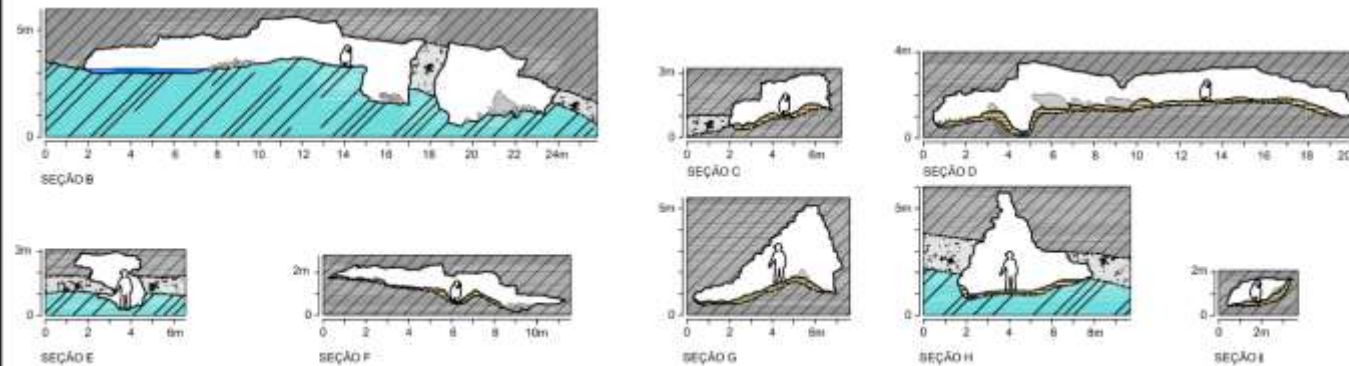 5m
0
0 2 4 6 8 10 12 14 16 18 20 22 24m
SEÇÃO B
3m
0
0 2 4 6m
SEÇÃO C
4m
0
0 2 4 6 8 10 12 14 16 18 20
SEÇÃO D
3m
0
0 2 4 6m
SEÇÃO E
2m
0
0 2 4 6 8 10m
SEÇÃO F
5m
0
0 2 4 6m
SEÇÃO G
5m
0
0 2 4 6 8m
SEÇÃO H
2m
0
0 2m
SEÇÃO I